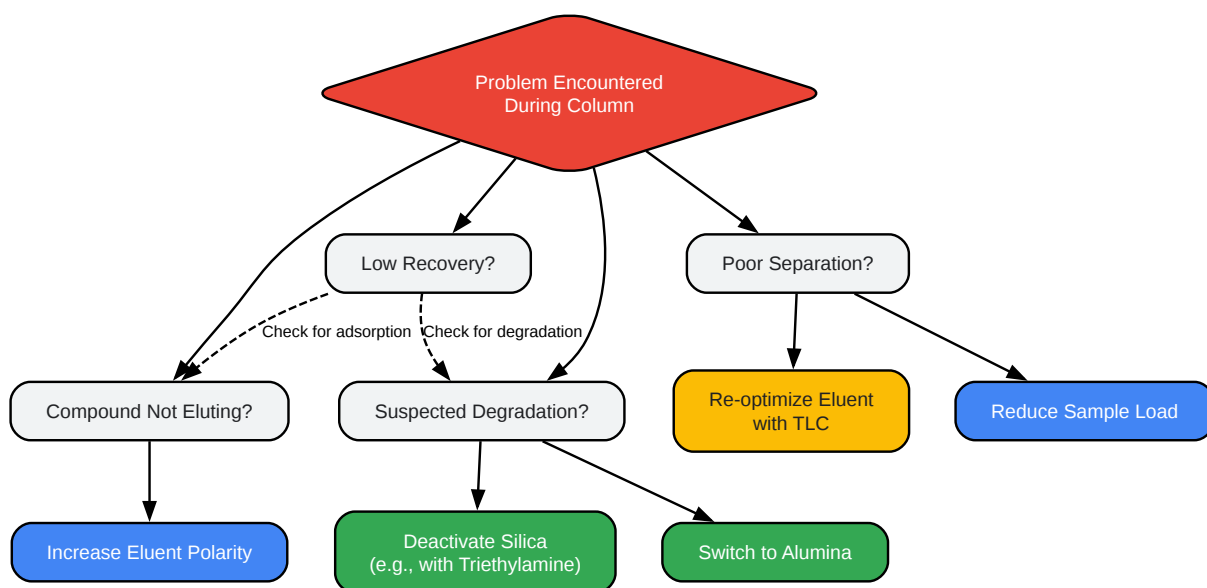 Problem Encountered
During Column
Low Recovery?
Poor Separation?
Check for adsorption
Check for degradation
Compound Not Eluting?
Suspected Degradation?
Re-optimize Eluent
with TLC
Reduce Sample Load
Increase Eluent Polarity
Deactivate Silica
(e.g., with Triethylamine)
Switch to Alumina